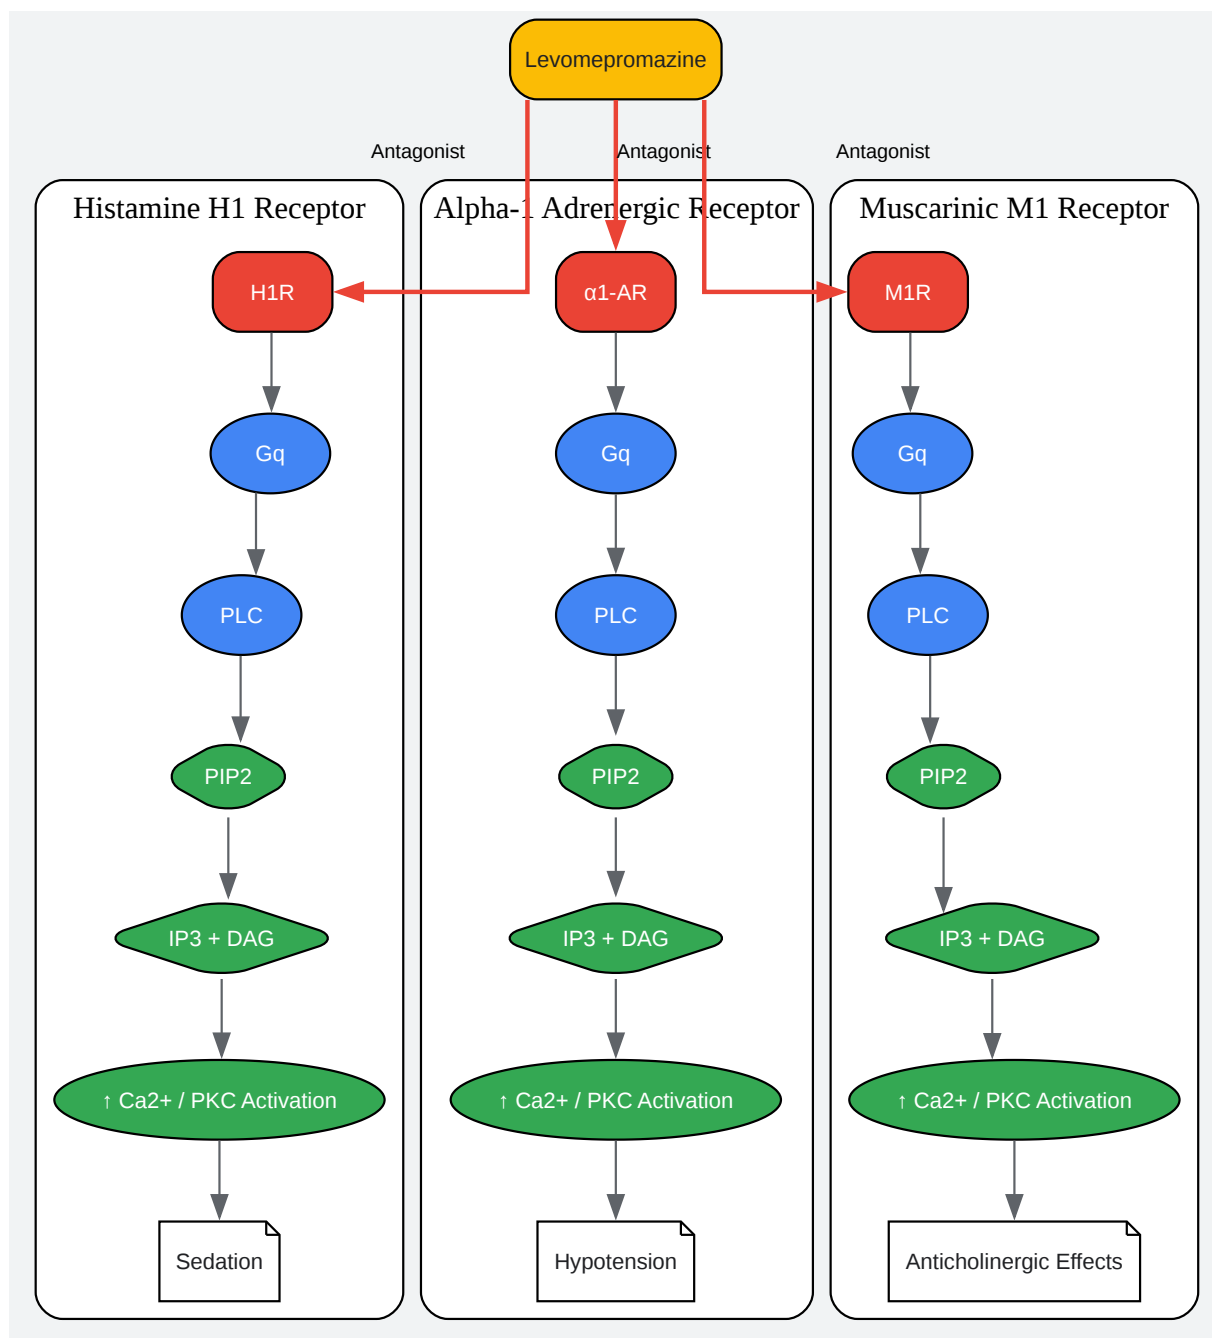 Levomepromazine
Antagonist
Antagonist
Antagonist
Histamine H1 Receptor
Alpha-1 Adrenergic Receptor
Muscarinic M1 Receptor
H1R
α1-AR
M1R
Gq
Gq
Gq
PLC
PLC
PLC
PIP2
PIP2
PIP2
IP3 + DAG
IP3 + DAG
IP3 + DAG
↑ Ca2+ / PKC Activation
↑ Ca2+ / PKC Activation
↑ Ca2+ / PKC Activation
Sedation
Hypotension
Anticholinergic Effects